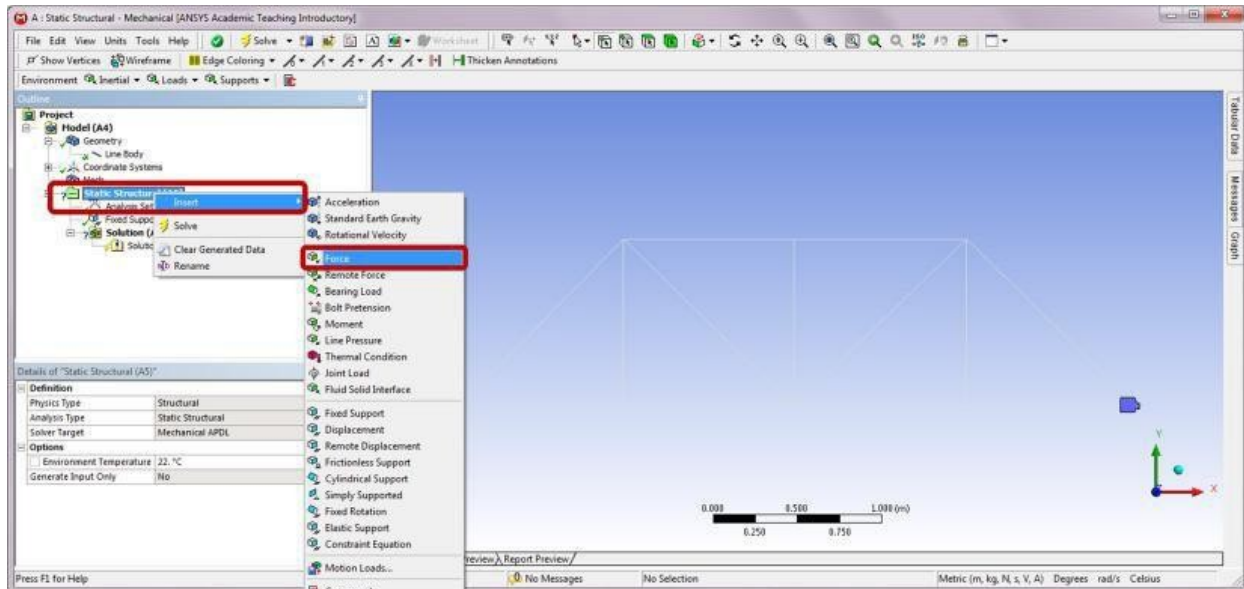 A : Static Structural - Mechanical [ANSYS Academic Teaching Introductory]
File Edit View Units Tools Help Solve Worksheet
Show Vertices Wireframe Edge Coloring Thicken Annotations
Environment Inertial Loads Supports
Outline
Project
Model (A4)
Geometry
Line Body
Coordinate Systems
Mesh
Static Structural
Analysis Set
Fixed Suppo
Solution (A
Solutio
Insert
Solve
Clear Generated Data
Rename
Acceleration
Standard Earth Gravity
Rotational Velocity
Force
Remote Force
Bearing Load
Bolt Pretension
Moment
Line Pressure
Thermal Condition
Joint Load
Fluid Solid Interface
Fixed Support
Displacement
Remote Displacement
Frictionless Support
Cylindrical Support
Simply Supported
Fixed Rotation
Elastic Support
Constraint Equation
Motion Loads...
Details of "Static Structural (A5)"
Definition
Physics Type Structural
Analysis Type Static Structural
Solver Target Mechanical APDL
Options
Environment Temperature 22. °C
Generate Input Only No
Tabular Data
Messages
Graph
Y
X
0.000 0.500 1.000 (m)
0.250 0.750
review Report Preview
Press F1 for Help No Messages No Selection Metric (m, kg, N, s, V, A) Degrees rad/s Celsius